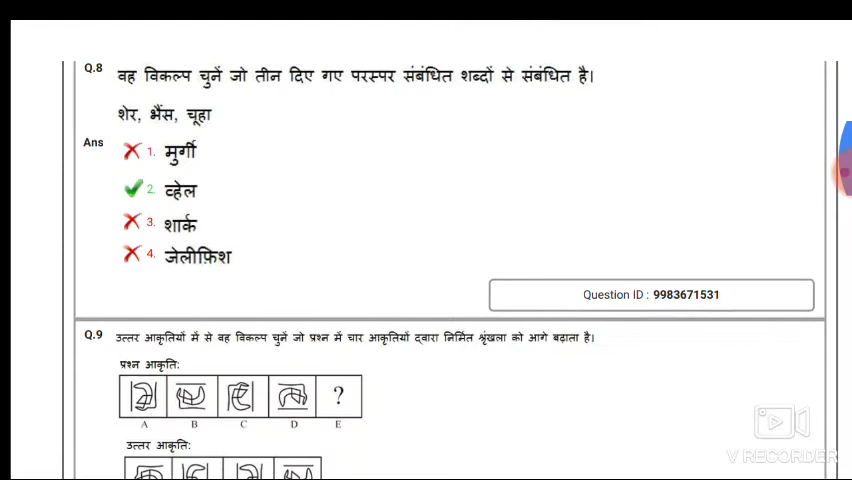 Q.8 वह विकल्प चुनें जो तीन दिए गए परस्पर संबंधित शब्दों से संबंधित है।
शेर, भैंस, चूहा
Ans 1. मुर्गी
2. व्हेल
3. शार्क
4. जेलीफ़िश
Question ID : 9983671531
Q.9 उत्तर आकृतियों में से वह विकल्प चुनें जो प्रश्न में चार आकृतियों द्वारा निर्मित श्रृंखला को आगे बढ़ाता है।
प्रश्न आकृति:
?
A B C D E
उत्तर आकृति:
V RECORDER